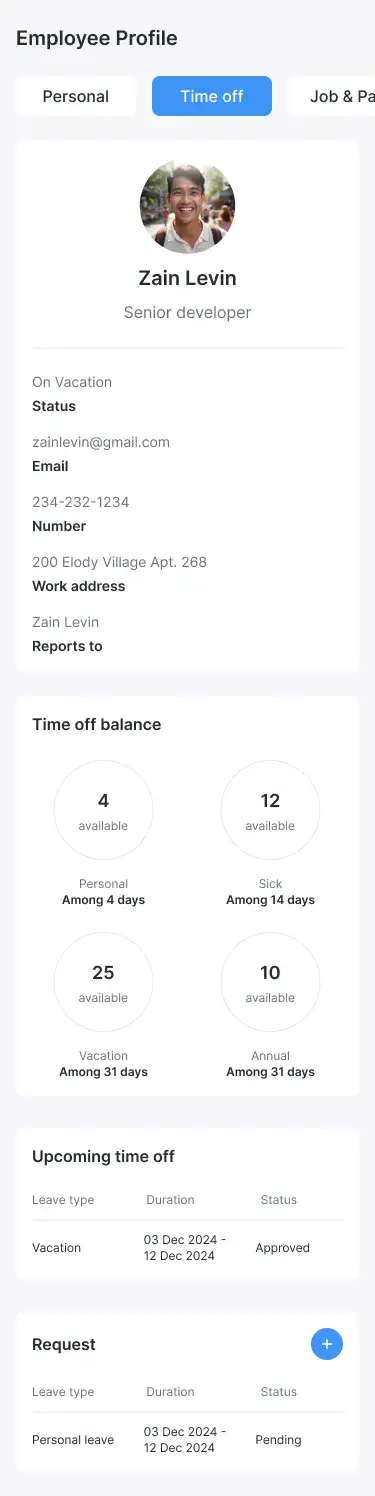 Employee Profile
Personal
Time off
Job & Pa
Zain Levin
Senior developer
On Vacation
Status
zainlevin@gmail.com
Email
234-232-1234
Number
200 Elody Village Apt. 268
Work address
Zain Levin
Reports to
Time off balance
4
available
Personal
Among 4 days
12
available
Sick
Among 14 days
25
available
Vacation
Among 31 days
10
available
Annual
Among 31 days
Upcoming time off
Leave type Duration Status
Vacation 03 Dec 2024 -
12 Dec 2024 Approved
Request
+
Leave type Duration Status
Personal leave 03 Dec 2024 -
12 Dec 2024 Pending